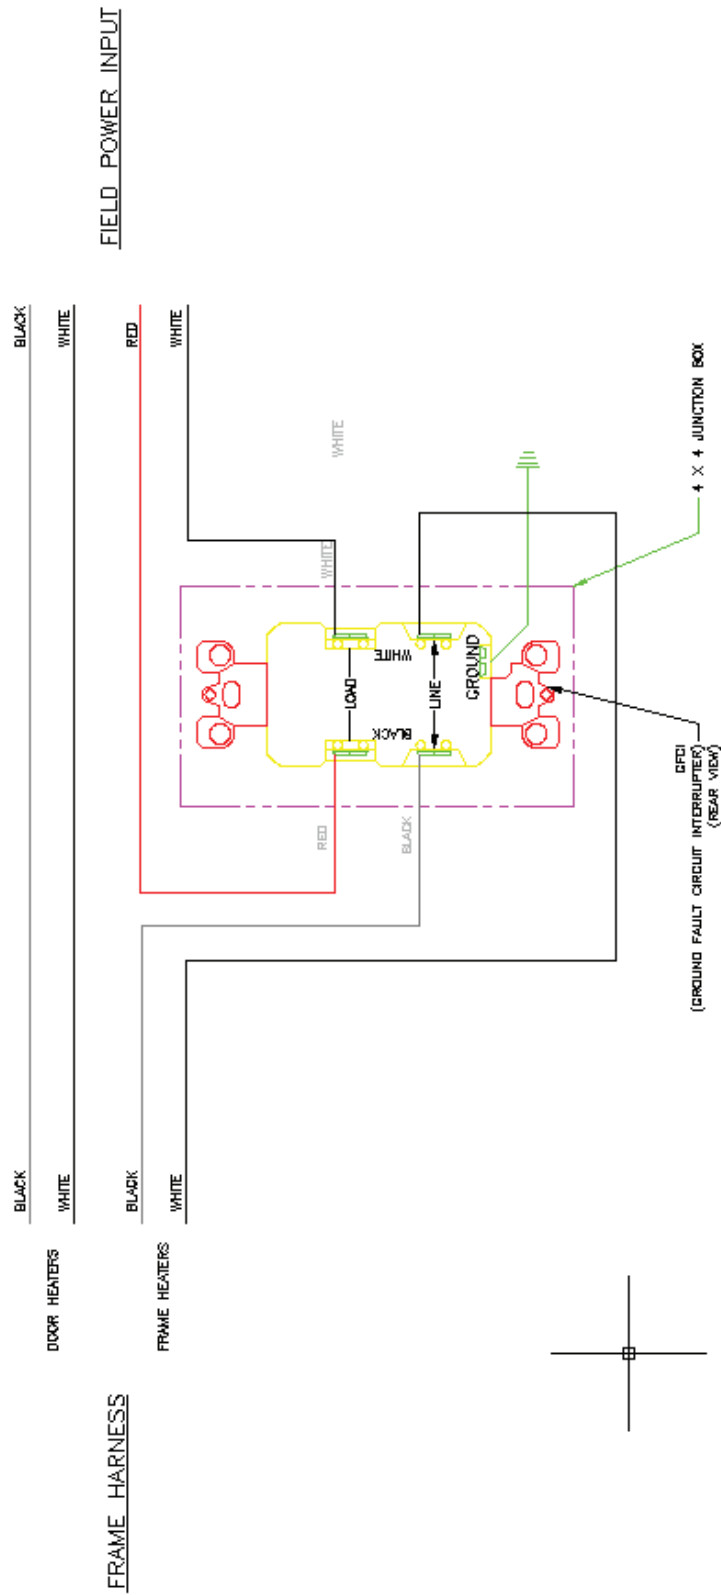 FIELD POWER INPUT
BLACK
WHITE
RED
WHITE
WHITE
WHITE
4 X 4 JUNCTION BOX
WHITE
BLACK
LOAD
LINE
GROUND
RED
BLACK
GFCI
(GROUND FAULT CIRCUIT INTERRUPTER)
(REAR VIEW)
BLACK
WHITE
BLACK
WHITE
DOOR HEATERS
FRAME HEATERS
FRAME HARNESS